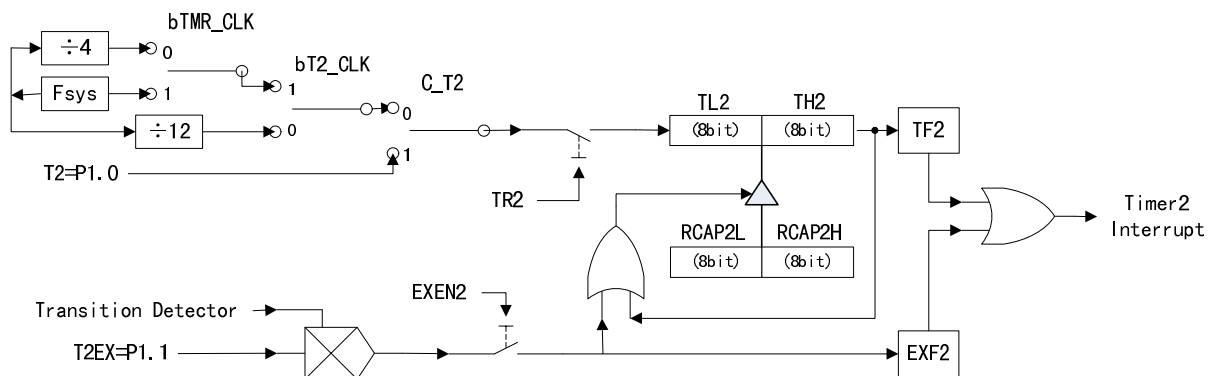 bTMR_CLK
÷4
0
bT2_CLK
Fsys
1
1
C_T2
0
÷12
0
TL2
TH2
(8bit)
(8bit)
TF2
1
T2=P1.0
TR2
Timer2
Interrupt
RCAP2L
RCAP2H
(8bit)
(8bit)
EXEN2
Transition Detector
T2EX=P1.1
EXF2